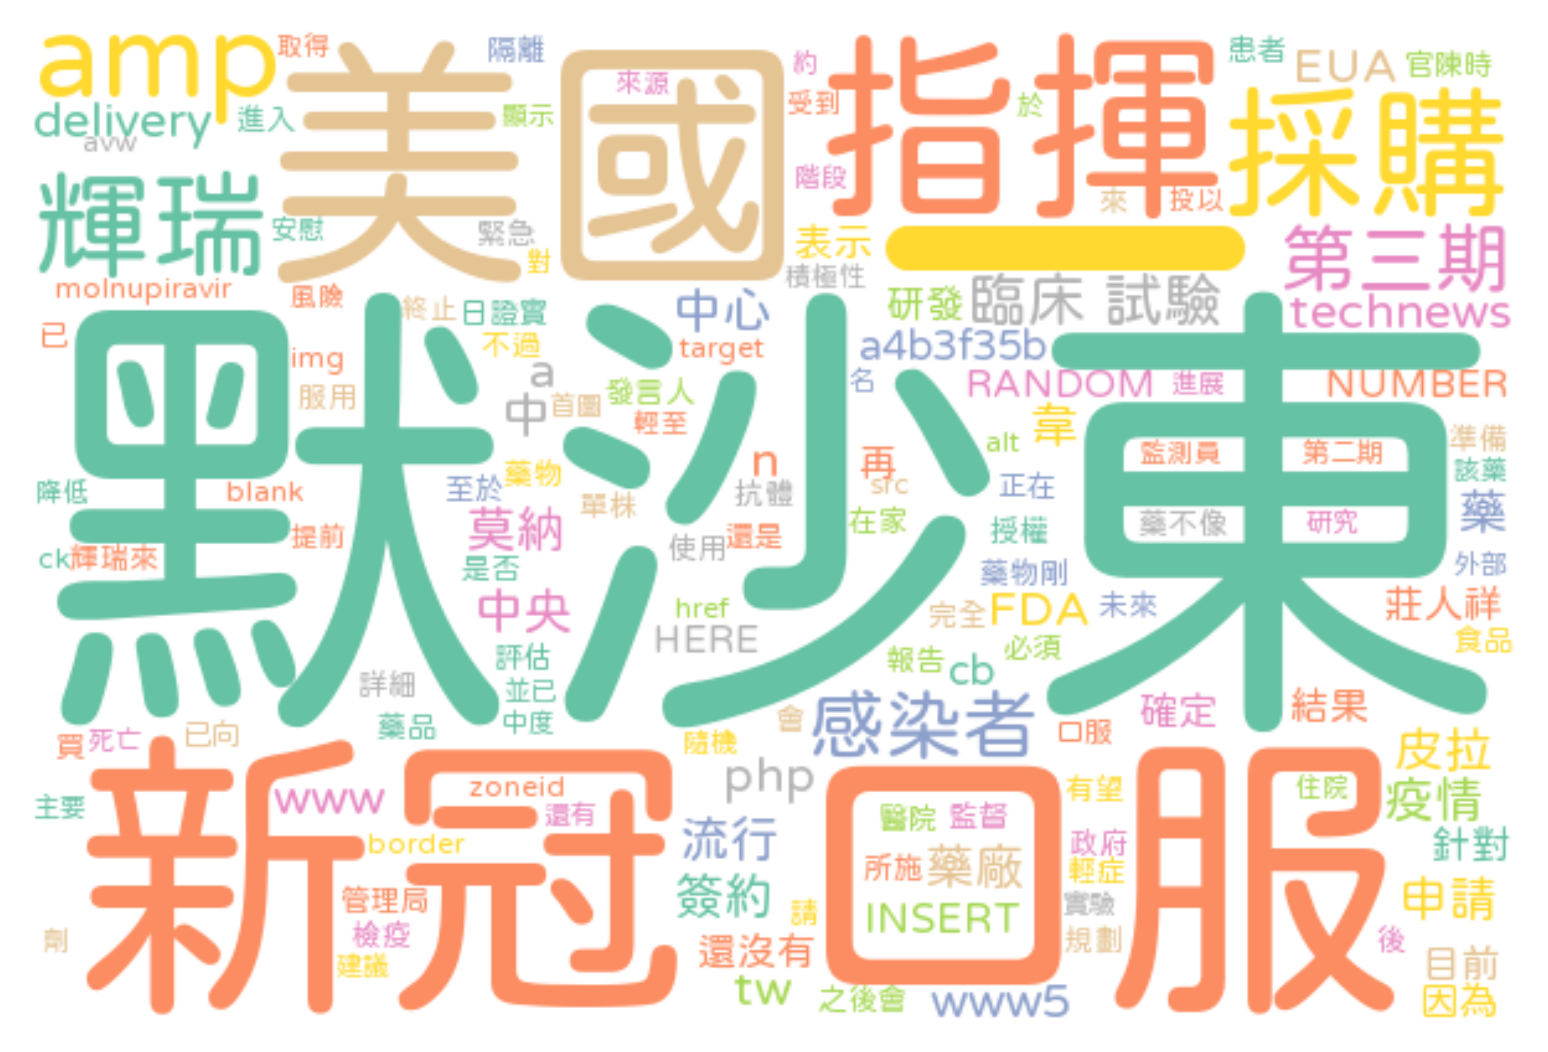 amp
取得
美國
隔離
來源
約
指揮
患者
EUA
官陳時
delivery
avw
進入
顯示
受到
於
採購
輝瑞
安慰
緊急
對
階段
來
投以
表示
一
第三期
molnupiravir
風險
積極性
已
終止
日證實
中心
研發
臨床 試驗
technews
默沙東
img
不過
target
a4b3f35b
服用
a
中
首圖
發言人
輕至
名
RANDOM
進展
NUMBER
韋
alt
監測員
第二期
準備
該藥
降低
blank
至於
藥物
單株
n
抗體
再
src
正在
藥
提前
莫納
還是
使用
在家
授權
藥不像
研究
ck
輝瑞來
是否
藥物剛
外部
中央
href
HERE
完全
FDA
未來
莊人祥
食品
評估
報告
cb
必須
詳細
並已
藥品
中度
會
感染者
確定
結果
買
死亡
已向
隨機
口服
皮拉
新冠
php
口服
www
zoneid
還有
有望
住院
疫情
主要
border
流行
醫院
監督
政府
針對
所施
藥廠
輕症
管理局
簽約
請
INSERT
實驗
申請
劑
檢疫
建議
還沒有
規劃
後
目前
tw
之後會
www5
因為